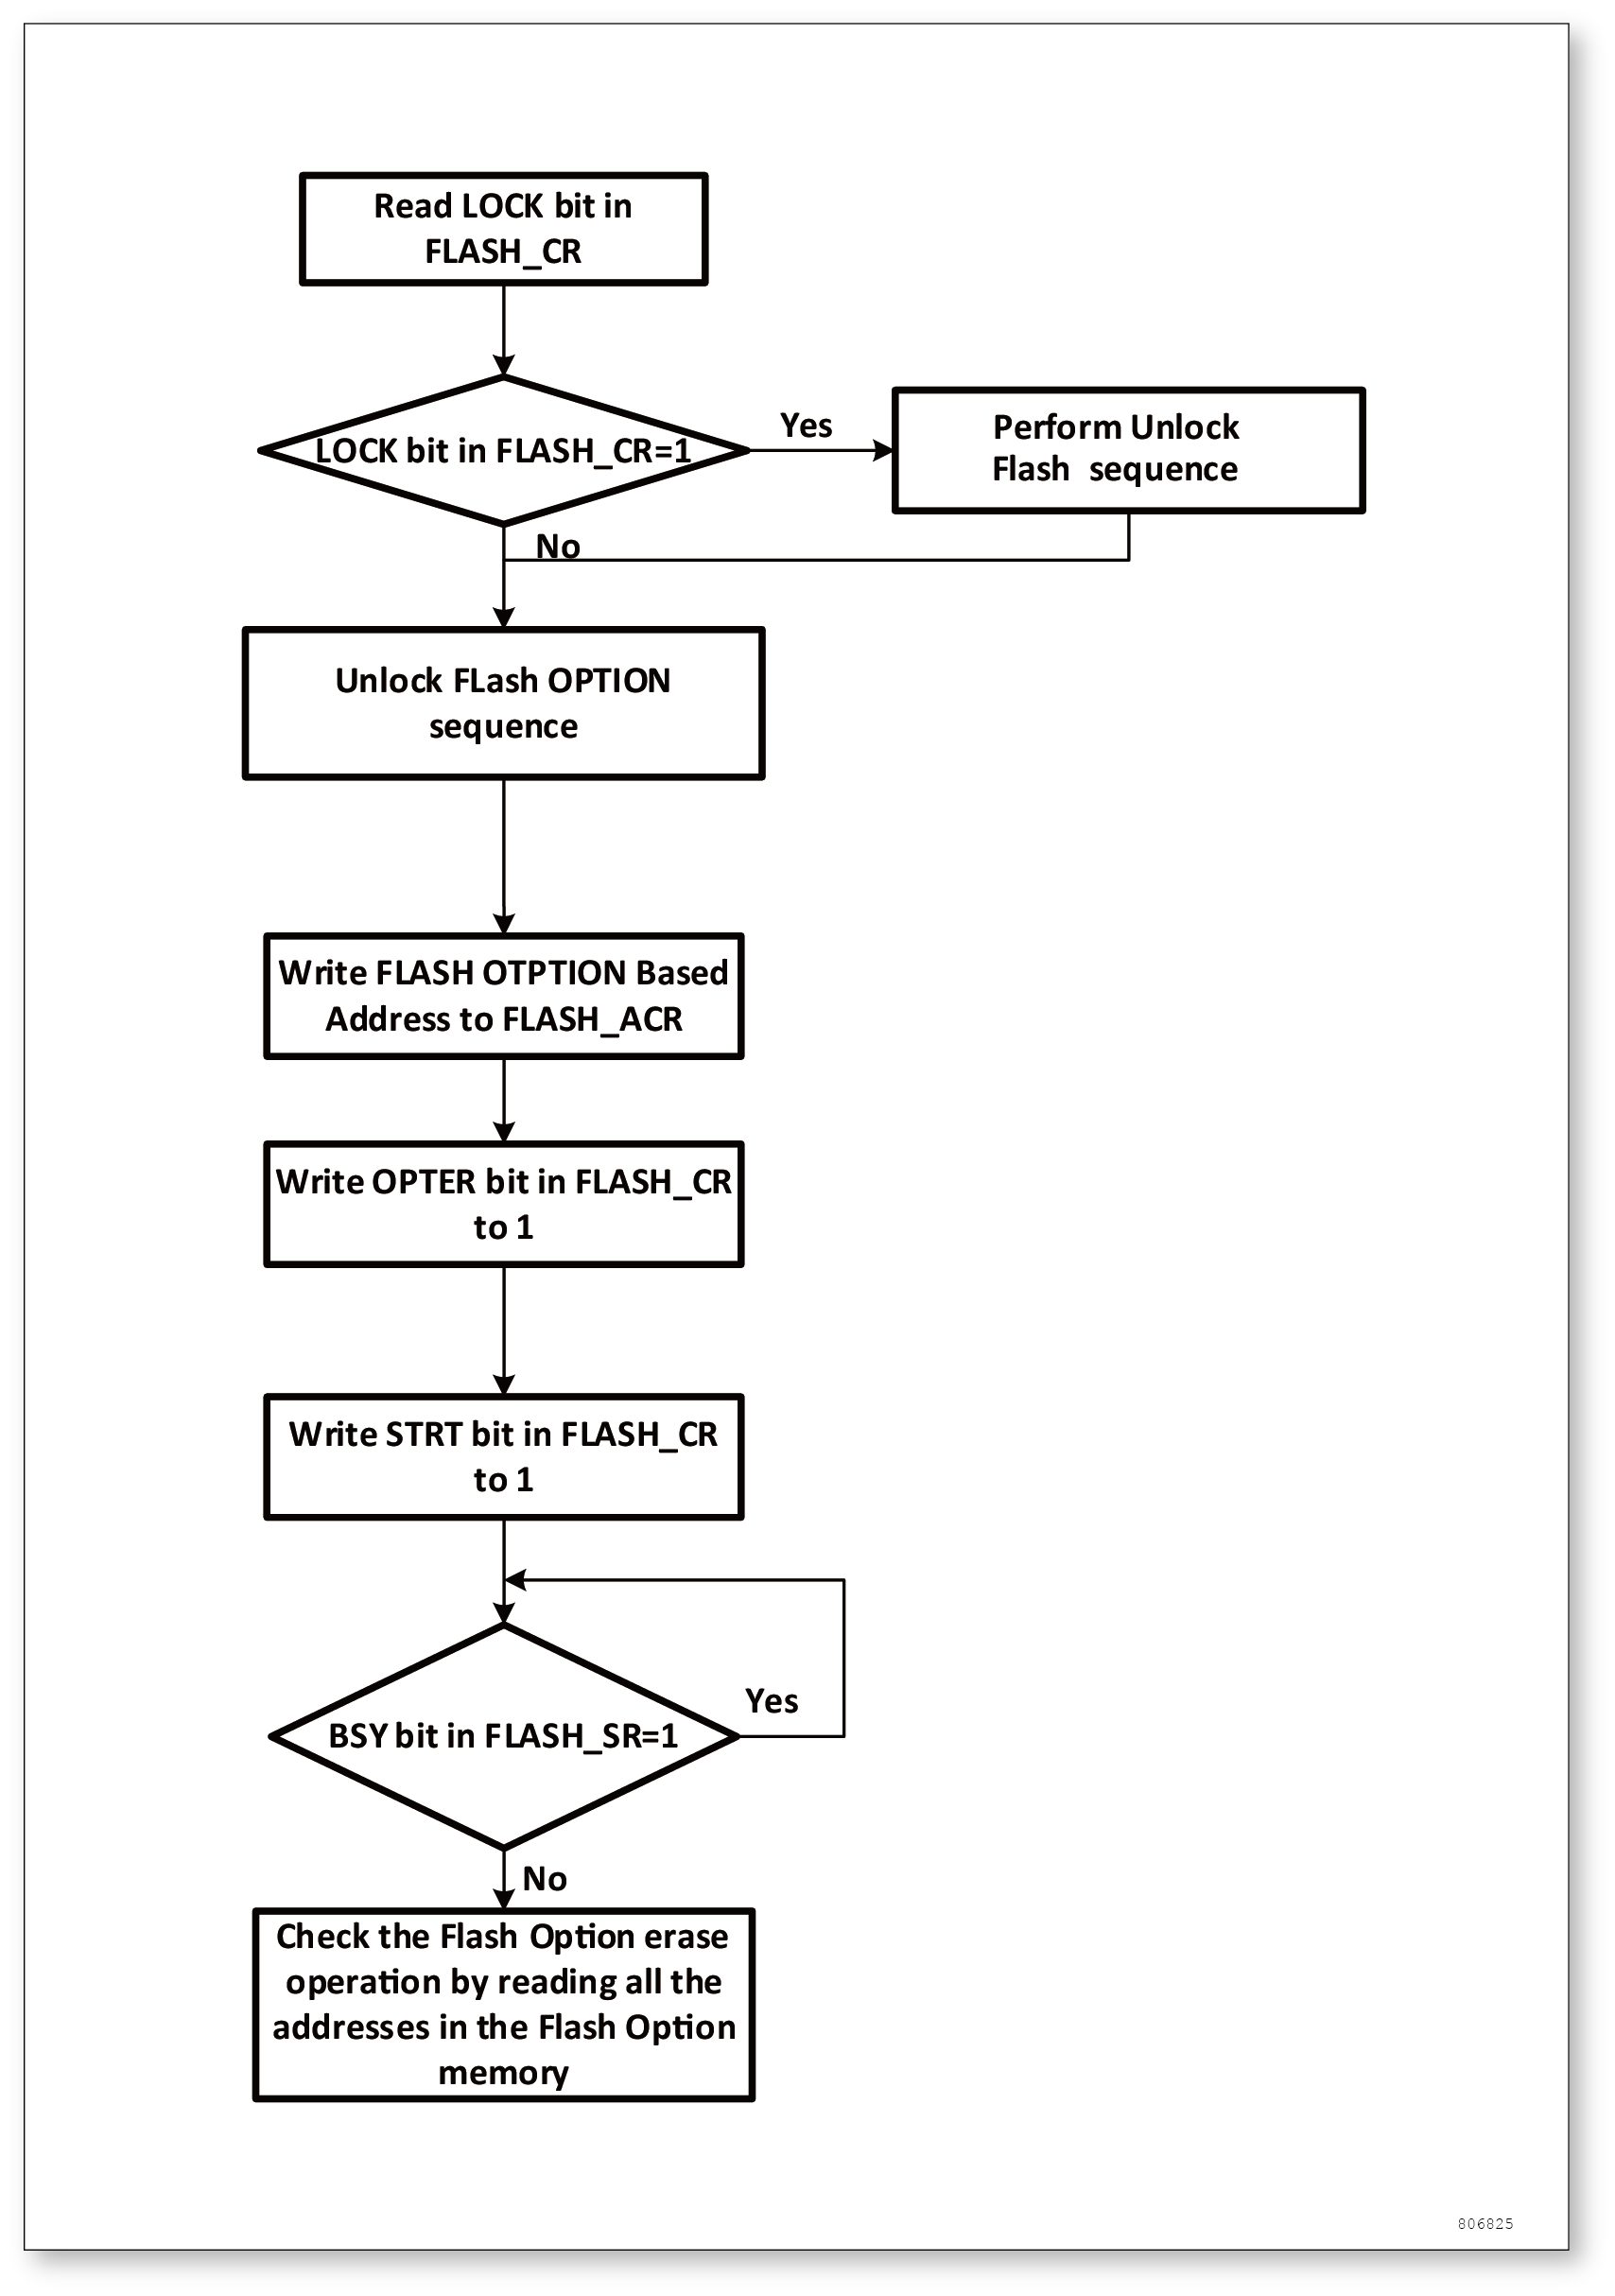 Read LOCK bit in
FLASH_CR
LOCK bit in FLASH_CR=1
Yes
Perform Unlock
Flash sequence
No
Unlock FLash OPTION
sequence
Write FLASH OTPTION Based
Address to FLASH_ACR
Write OPTER bit in FLASH_CR
to 1
Write STRT bit in FLASH_CR
to 1
BSY bit in FLASH_SR=1
Yes
No
Check the Flash Option erase
operation by reading all the
addresses in the Flash Option
memory
806825